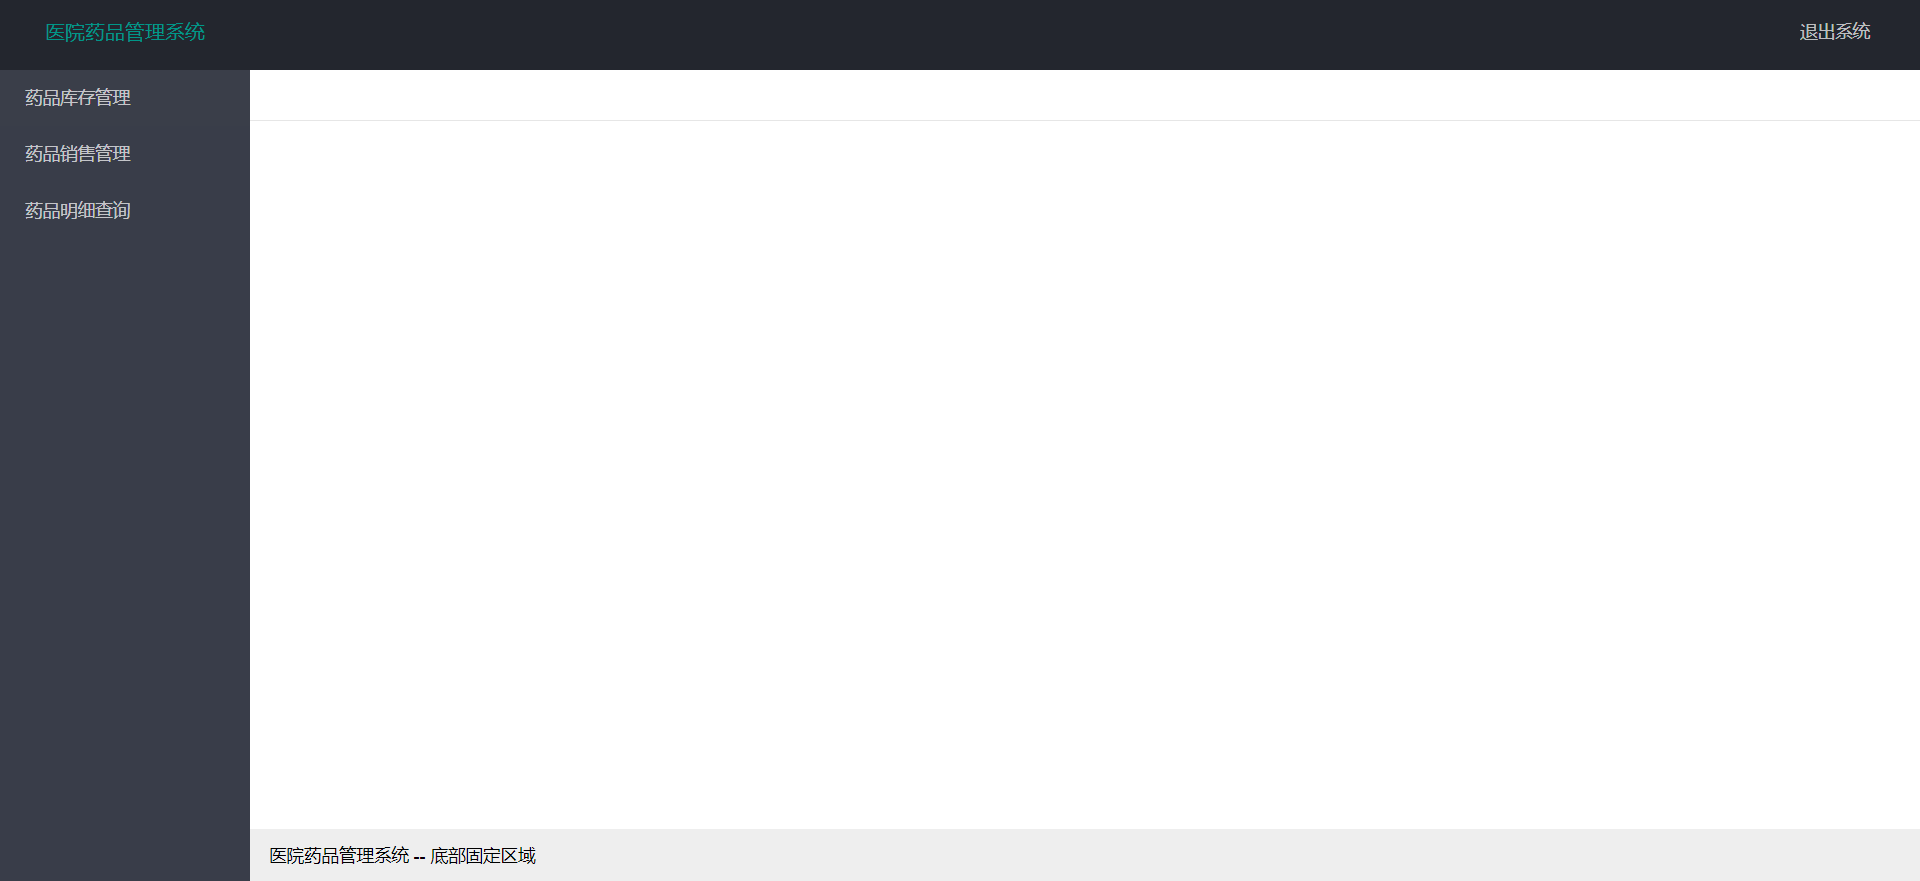 医院药品管理系统
退出系统
药品库存管理
药品销售管理
药品明细查询
医院药品管理系统 -- 底部固定区域